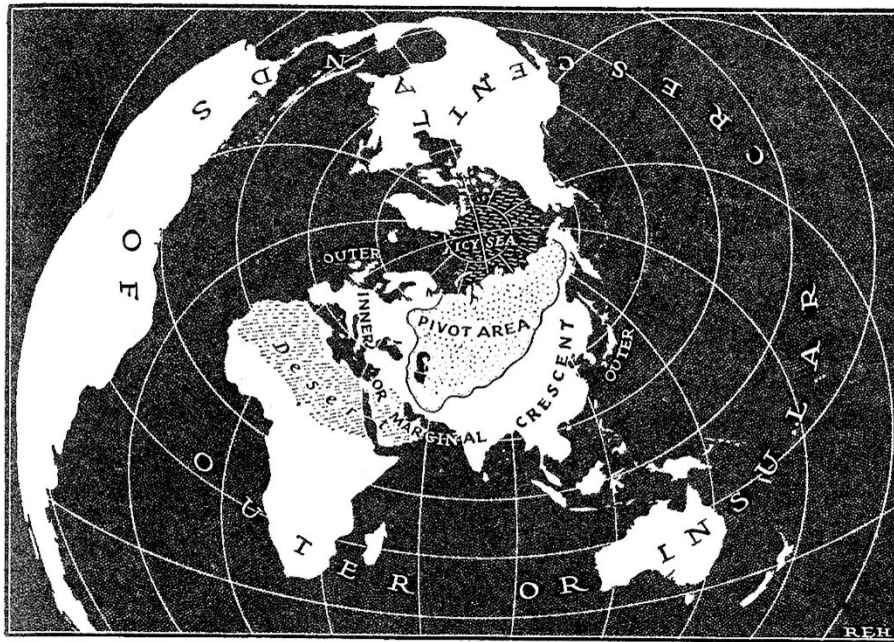 LANDS OF OUTER OR INSULAR CRESCENT
ICY SEA
OUTER
PIVOT AREA
INNER OR MARGINAL CRESCENT
OUTER
Desert